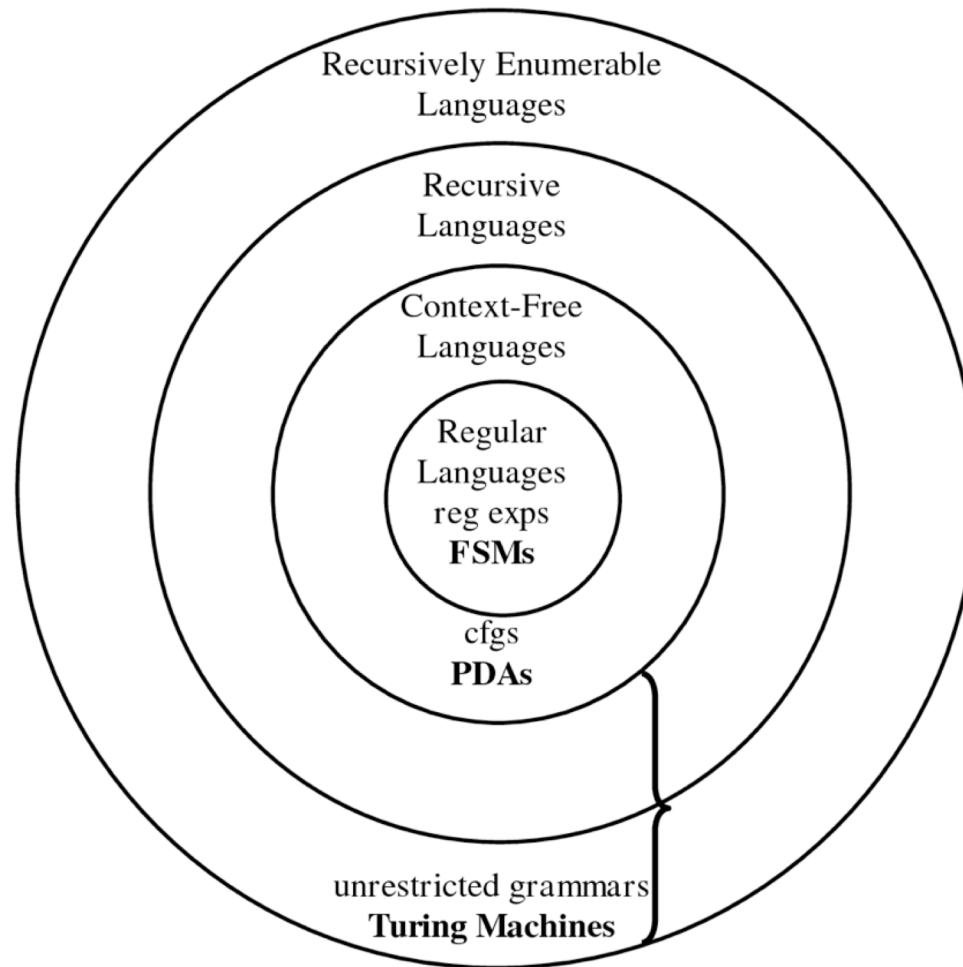 Recursively Enumerable
Languages
Recursive
Languages
Context-Free
Languages
Regular
Languages
reg exps
FSMs
cfgs
PDAs
unrestricted grammars
Turing Machines